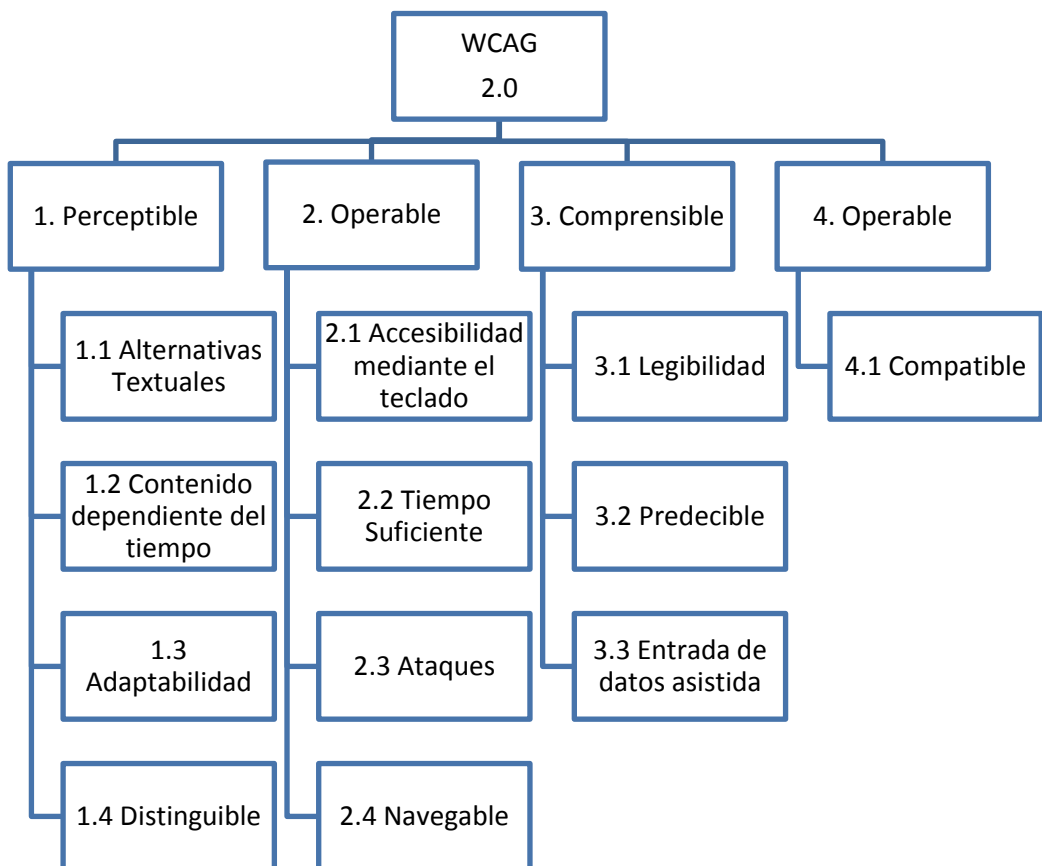 WCAG
2.0
1. Perceptible
2. Operable
3. Comprensible
4. Operable
1.1 Alternativas
Textuales
1.2 Contenido
dependiente del
tiempo
1.3
Adaptabilidad
1.4 Distinguible
2.1 Accesibilidad
mediante el
teclado
2.2 Tiempo
Suficiente
2.3 Ataques
2.4 Navegable
3.1 Legibilidad
3.2 Predecible
3.3 Entrada de
datos asistida
4.1 Compatible